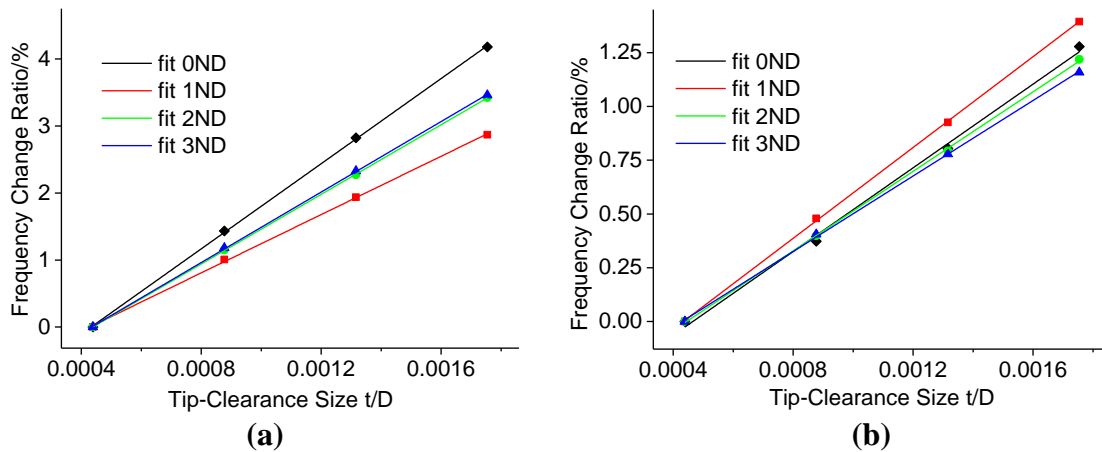 Frequency Change Ratio/%
4
3
2
1
0
fit 0ND
fit 1ND
fit 2ND
fit 3ND
0.0004
0.0008
0.0012
0.0016
Tip-Clearance Size t/D
(a)
Frequency Change Ratio/%
1.25
1.00
0.75
0.50
0.25
0.00
fit 0ND
fit 1ND
fit 2ND
fit 3ND
0.0004
0.0008
0.0012
0.0016
Tip-Clearance Size t/D
(b)